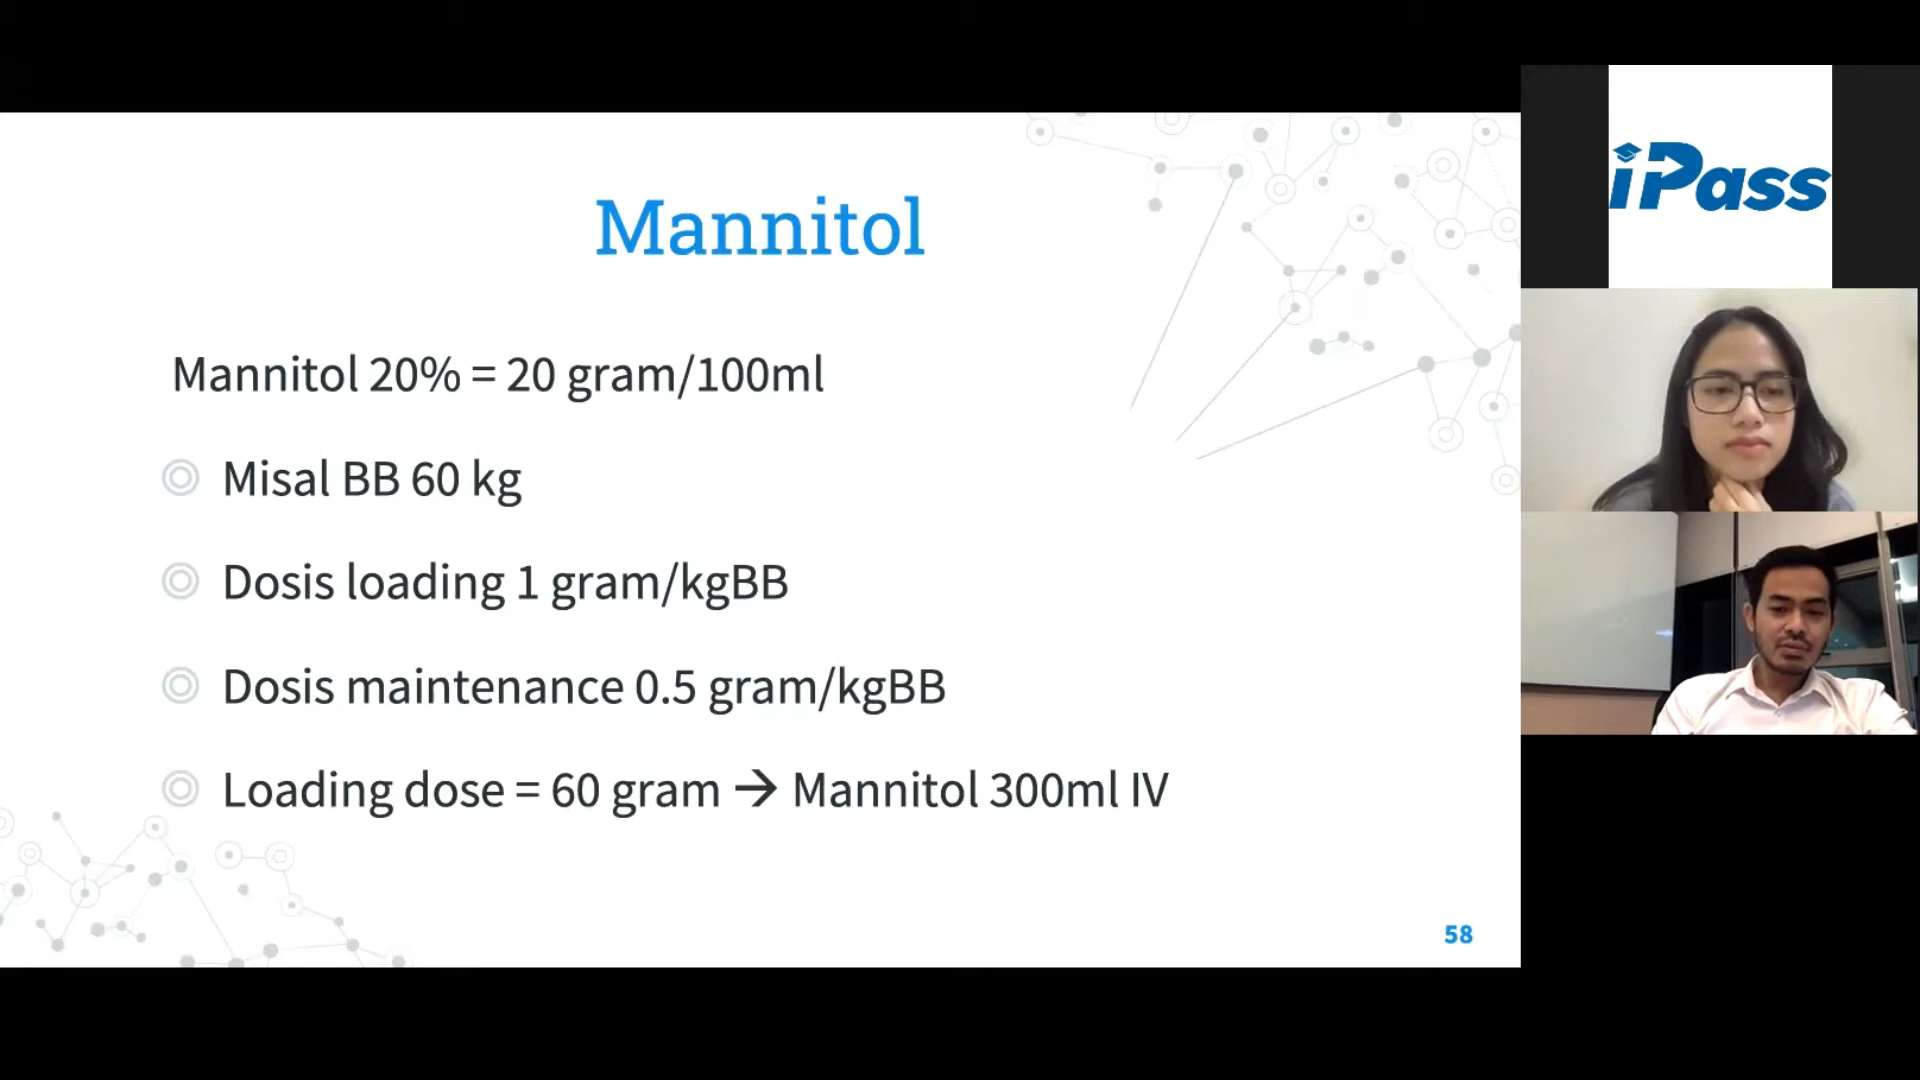 Mannitol
Mannitol 20% = 20 gram/100ml
Misal BB 60 kg
Dosis loading 1 gram/kgBB
Dosis maintenance 0.5 gram/kgBB
Loading dose = 60 gram → Mannitol 300ml IV
58
iPass